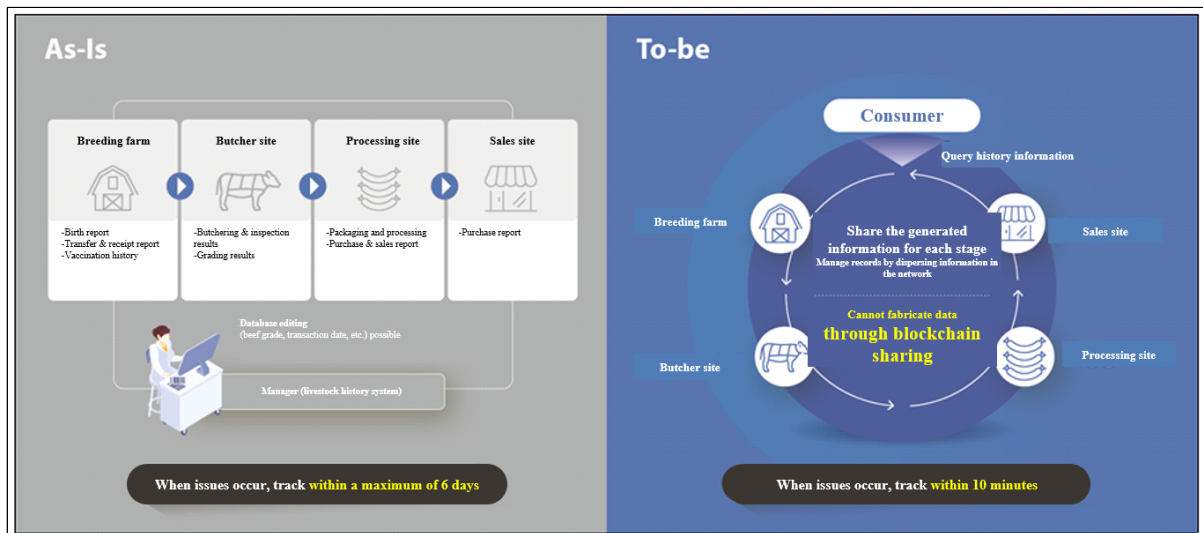 As-Is
Breeding farm
Butcher site
Processing site
Sales site
-Birth report
-Transfer & receipt report
-Vaccination history
-Butchering & inspection
results
-Grading results
-Packaging and processing
-Purchase & sales report
-Purchase report
Database editing
(beef grade, transaction date, etc.) possible
Manager (livestock history system)
When issues occur, track within a maximum of 6 days
To-be
Consumer
Query history information
Breeding farm
Sales site
Share the generated
information for each stage
Manage records by dispersing information in
the network
Cannot fabricate data
through blockchain
sharing
Butcher site
Processing site
When issues occur, track within 10 minutes